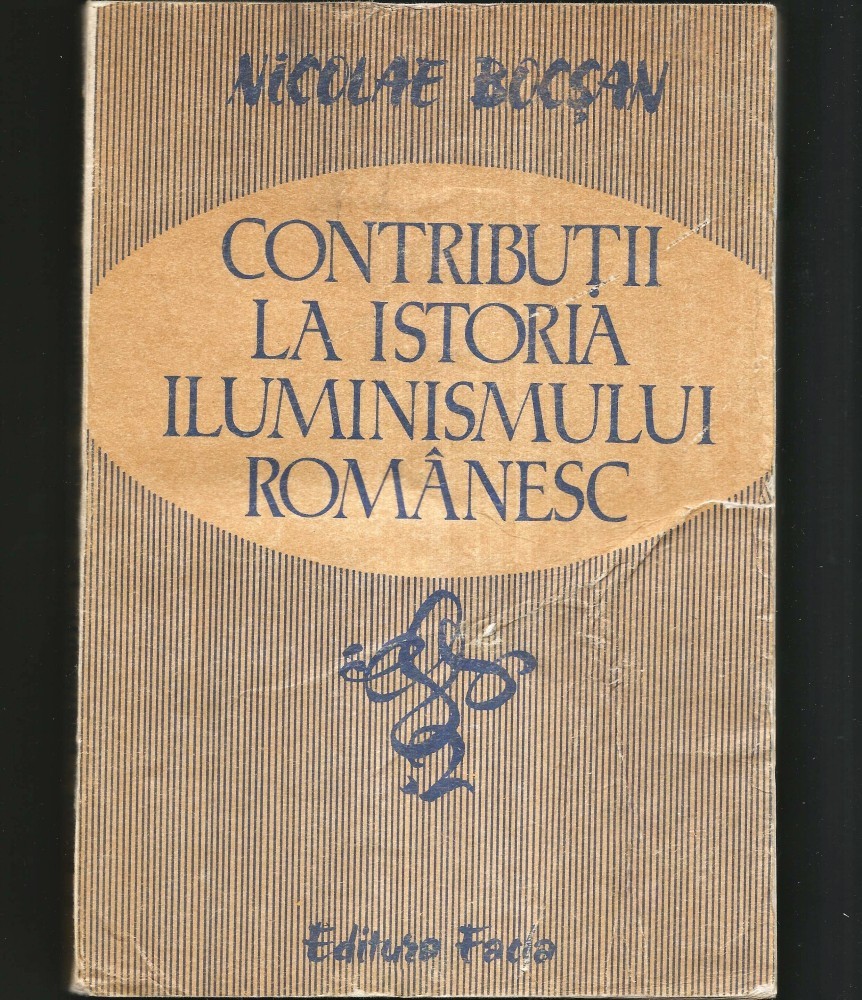 NICOLAE BOCȘAN
CONTRIBUȚII
LA ISTORIA
ILUMINISMULUI
ROMÂNESC
Editura Facla